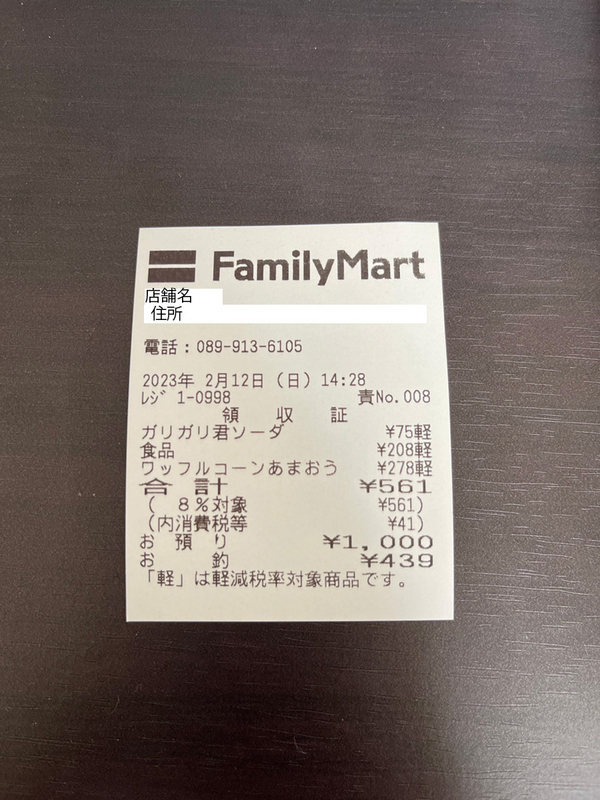 FamilyMart
店舗名
住所
電話:089-913-6105
2023年 2月12日(日) 14:28
レジ 1-0998 責No.008
領 収 証
ガリガリ君ソーダ ¥75軽
食品 ¥208軽
ワッフルコーンあまおう ¥278軽
合 計 ¥561
( 8%対象 ¥561)
(内消費税等 ¥41)
お 預 り ¥1,000
お 釣 ¥439
「軽」は軽減税率対象商品です。